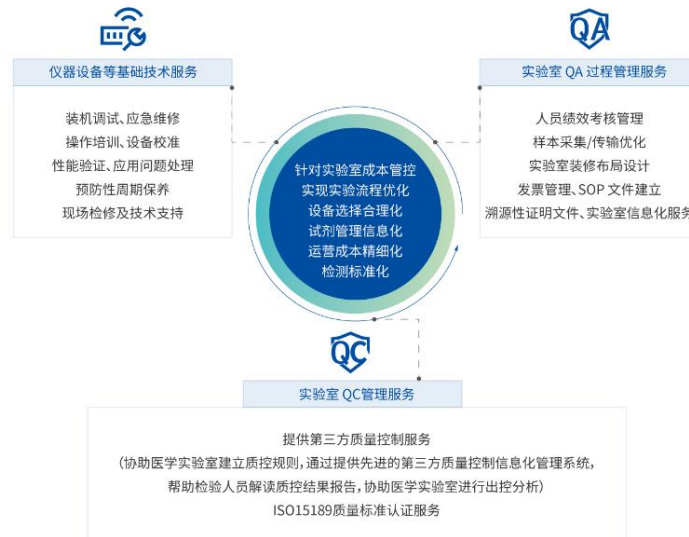 QA
仪器设备等基础技术服务
装机调试、应急维修
操作培训、设备校准
性能验证、应用问题处理
预防性周期保养
现场检修及技术支持
实验室 QA 过程管理服务
人员绩效考核管理
样本采集/传输优化
实验室装修布局设计
发票管理、SOP 文件建立
溯源性证明文件、实验室信息化服务
针对实验室成本管控
实现实验流程优化
设备选择合理化
试剂管理信息化
运营成本精细化
检测标准化
QC
实验室 QC管理服务
提供第三方质量控制服务
(协助医学实验室建立质控规则,通过提供先进的第三方质量控制信息化管理系统,
帮助检验人员解读质控结果报告,协助医学实验室进行出控分析)
ISO15189质量标准认证服务